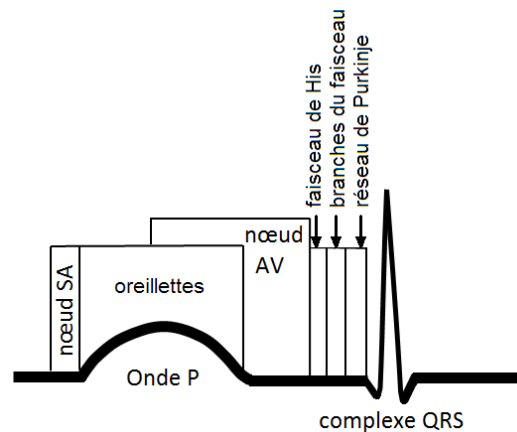 faisceau de His
branches du faisceau
réseau de Purkinje
nœud SA
oreillettes
nœud
AV
Onde P
complexe QRS